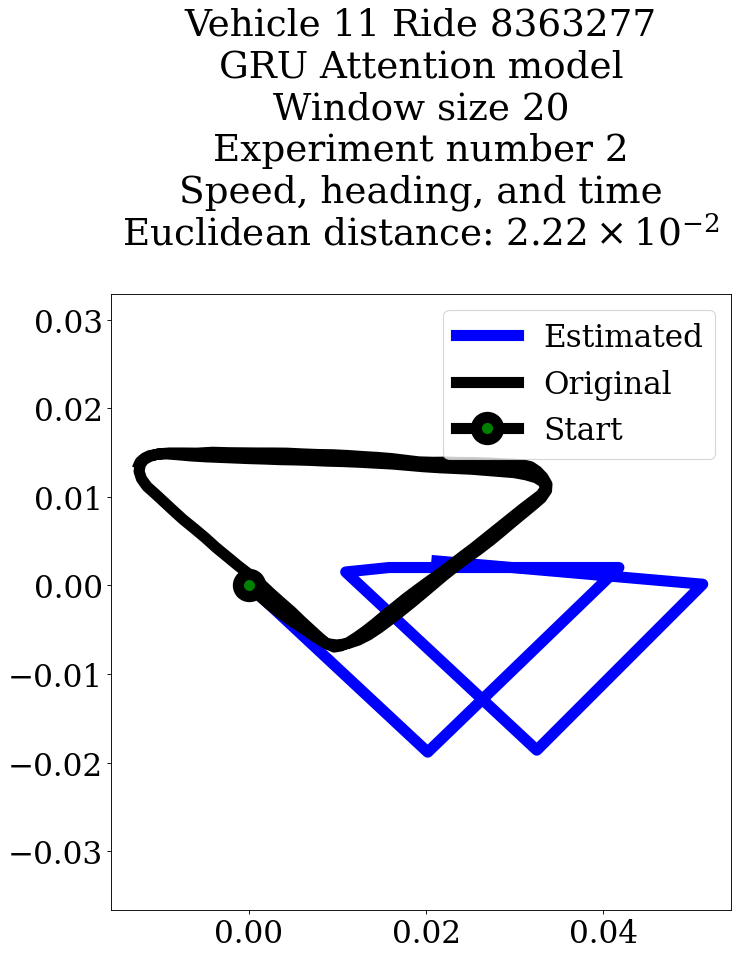 Vehicle 11 Ride 8363277
GRU Attention model
Window size 20
Experiment number 2
Speed, heading, and time
Euclidean distance: 2.22 × 10⁻²
Estimated
Original
Start
0.03
0.02
0.01
0.00
−0.01
−0.02
−0.03
0.00 0.02 0.04